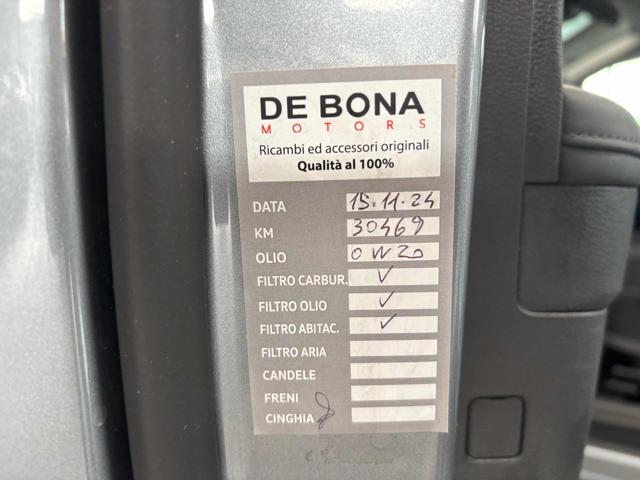 DE BONA
MOTORS
Ricambi ed accessori originali
Qualità al 100%
DATA 15.11.24
KM 30469
OLIO 0W20
FILTRO CARBUR. ✓
FILTRO OLIO ✓
FILTRO ABITAC. ✓
FILTRO ARIA
CANDELE
FRENI
CINGHIA